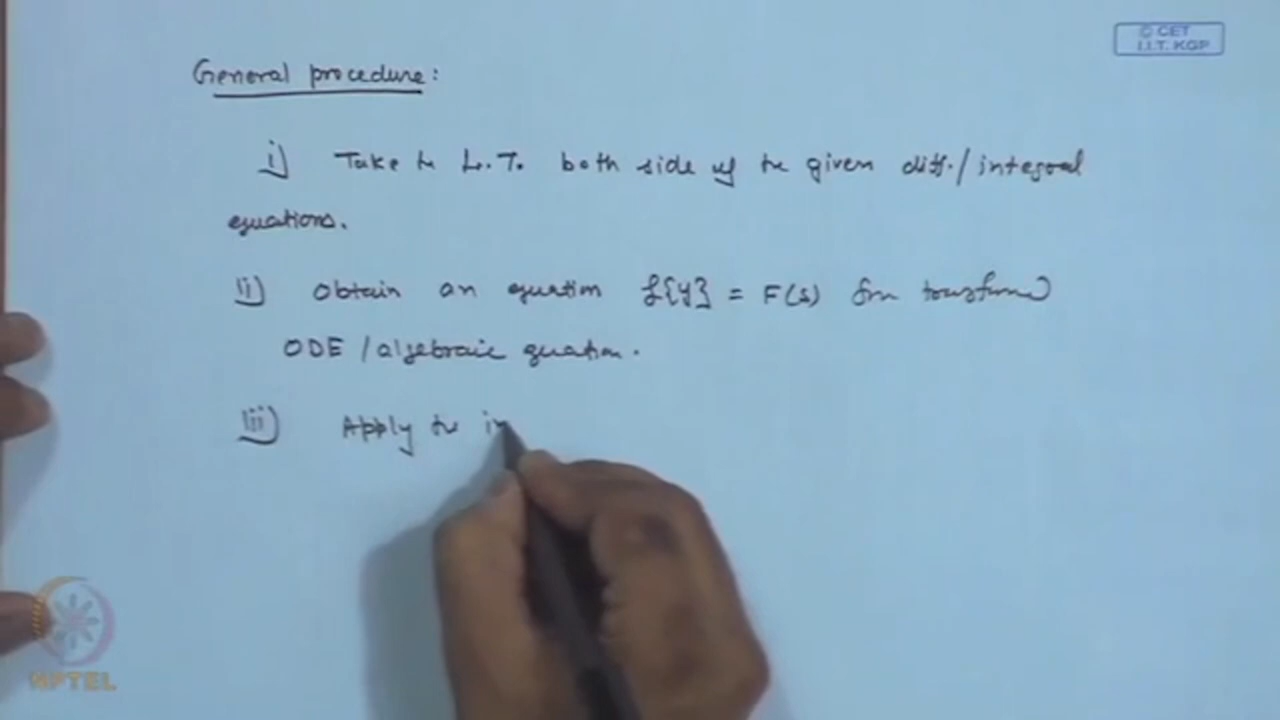 © CET
I.I.T. KGP
General procedure:
i) Take the L.T. both side of the given diff./integral
equations.
ii) Obtain an equation L{y} = F(s) from transformed
ODE/algebraic equation.
iii) Apply the in
NPTEL